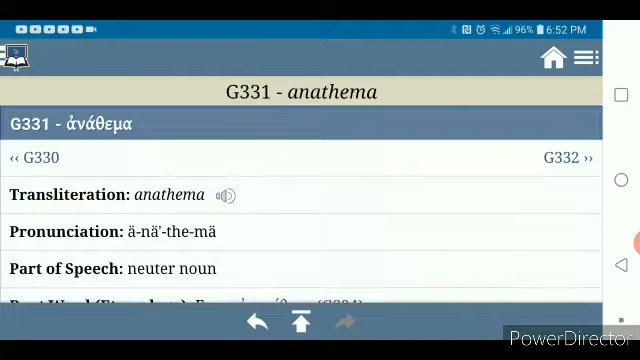 96% 6:52 PM
G331 - anathema
G331 - ἀνάθεμα
‹‹ G330
G332 ››
Transliteration: anathema
Pronunciation: ä-nä'-the-mä
Part of Speech: neuter noun
PowerDirector